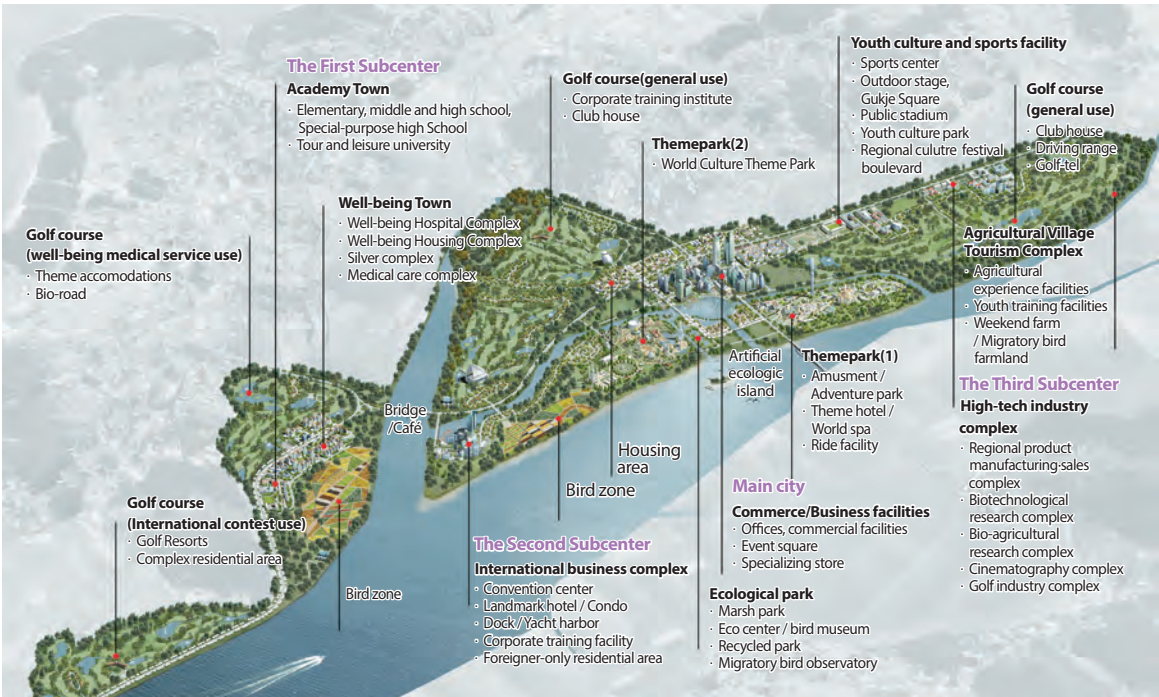 The First Subcenter
Academy Town
· Elementary, middle and high school,
Special-purpose high School
· Tour and leisure university
Golf course(general use)
· Corporate training institute
· Club house
Themepark(2)
· World Culture Theme Park
Youth culture and sports facility
· Sports center
· Outdoor stage,
Gukje Square
· Public stadium
· Youth culture park
· Regional culutre festival
boulevard
Golf course
(general use)
· Club house
· Driving range
· Golf-tel
Well-being Town
· Well-being Hospital Complex
· Well-being Housing Complex
· Silver complex
· Medical care complex
Golf course
(well-being medical service use)
· Theme accomodations
· Bio-road
Agricultural Village
Tourism Complex
· Agricultural
experience facilities
· Youth training facilities
· Weekend farm
/ Migratory bird
farmland
Bridge
/Café
Artificial
ecologic
island
Themepark(1)
· Amusment /
Adventure park
· Theme hotel /
World spa
· Ride facility
The Third Subcenter
High-tech industry
complex
· Regional product
manufacturing·sales
complex
· Biotechnological
research complex
· Bio-agricultural
research complex
· Cinematography complex
· Golf industry complex
Housing
area
Bird zone
Main city
Commerce/Business facilities
· Offices, commercial facilities
· Event square
· Specializing store
Golf course
(International contest use)
· Golf Resorts
· Complex residential area
Bird zone
The Second Subcenter
International business complex
· Convention center
· Landmark hotel / Condo
· Dock / Yacht harbor
· Corporate training facility
· Foreigner-only residential area
Ecological park
· Marsh park
· Eco center / bird museum
· Recycled park
· Migratory bird observatory